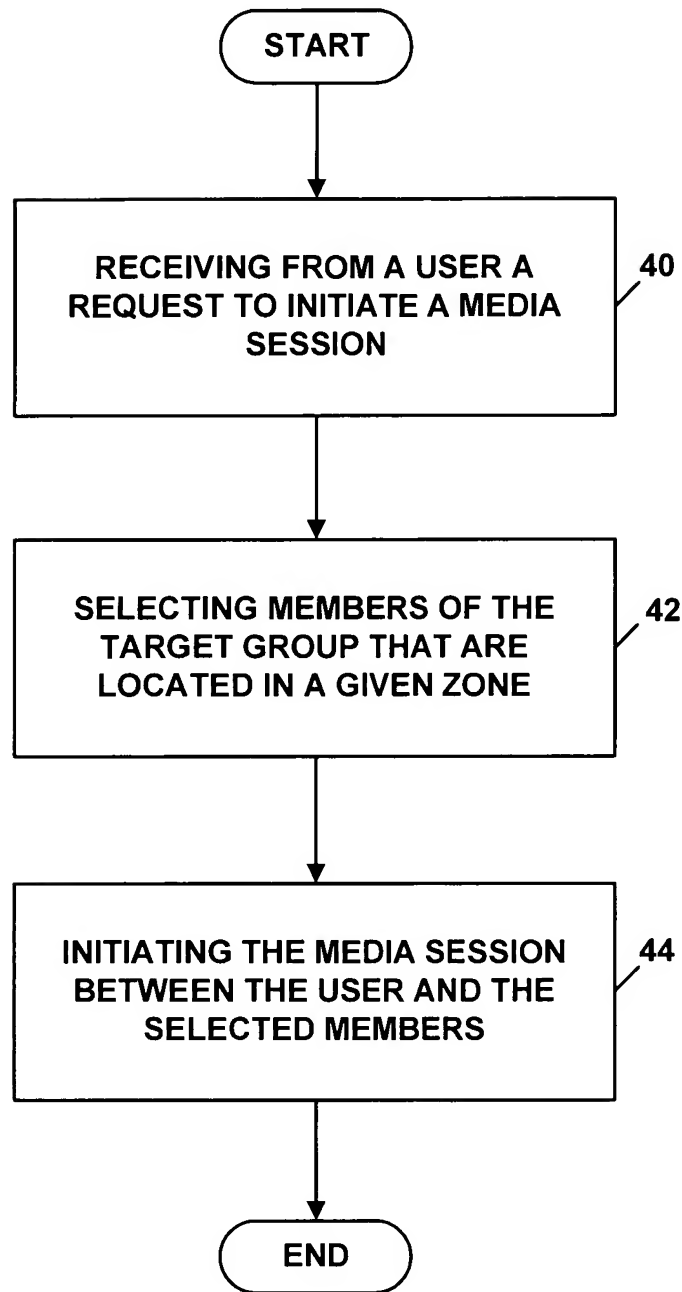 START
RECEIVING FROM A USER A
REQUEST TO INITIATE A MEDIA
SESSION
40
SELECTING MEMBERS OF THE
TARGET GROUP THAT ARE
LOCATED IN A GIVEN ZONE
42
INITIATING THE MEDIA SESSION
BETWEEN THE USER AND THE
SELECTED MEMBERS
44
END